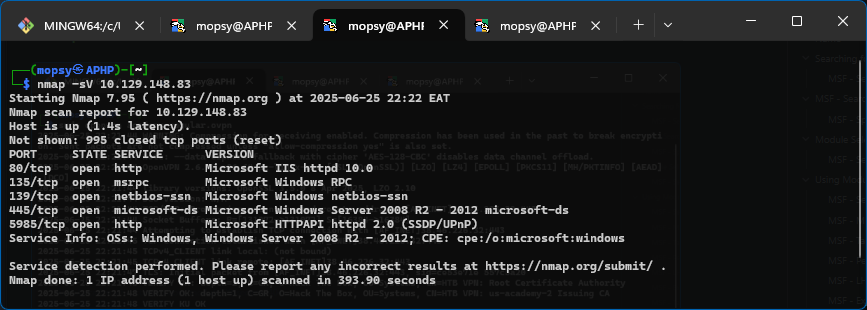 MINGW64:/c/U
mopsy@APHF
mopsy@APHF
mopsy@APHF
(mopsy㉿APHP)-[~]
$ nmap -sV 10.129.148.83
Starting Nmap 7.95 ( https://nmap.org ) at 2025-06-25 22:22 EAT
Nmap scan report for 10.129.148.83
Host is up (1.4s latency).
Not shown: 995 closed tcp ports (reset)
PORT     STATE SERVICE      VERSION
80/tcp   open  http         Microsoft IIS httpd 10.0
135/tcp  open  msrpc        Microsoft Windows RPC
139/tcp  open  netbios-ssn  Microsoft Windows netbios-ssn
445/tcp  open  microsoft-ds Microsoft Windows Server 2008 R2 - 2012 microsoft-ds
5985/tcp open  http         Microsoft HTTPAPI httpd 2.0 (SSDP/UPnP)
Service Info: OSs: Windows, Windows Server 2008 R2 - 2012; CPE: cpe:/o:microsoft:windows
Service detection performed. Please report any incorrect results at https://nmap.org/submit/ .
Nmap done: 1 IP address (1 host up) scanned in 393.90 seconds